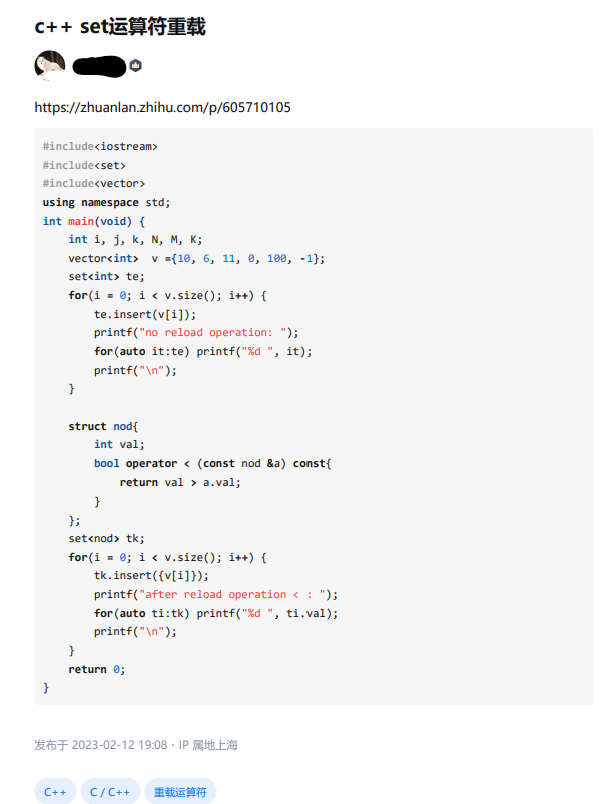 c++ set运算符重载
https://zhuanlan.zhihu.com/p/605710105
#include<iostream>
#include<set>
#include<vector>
using namespace std;
int main(void) {
    int i, j, k, N, M, K;
    vector<int>  v ={10, 6, 11, 0, 100, -1};
    set<int> te;
    for(i = 0; i < v.size(); i++) {
        te.insert(v[i]);
        printf("no reload operation: ");
        for(auto it:te) printf("%d ", it);
        printf("\n");
    }

    struct nod{
        int val;
        bool operator < (const nod &a) const{
            return val > a.val;
        }
    };
    set<nod> tk;
    for(i = 0; i < v.size(); i++) {
        tk.insert({v[i]});
        printf("after reload operation < : ");
        for(auto ti:tk) printf("%d ", ti.val);
        printf("\n");
    }
    return 0;
}
发布于 2023-02-12 19:08・IP 属地上海
C++ C / C++ 重载运算符